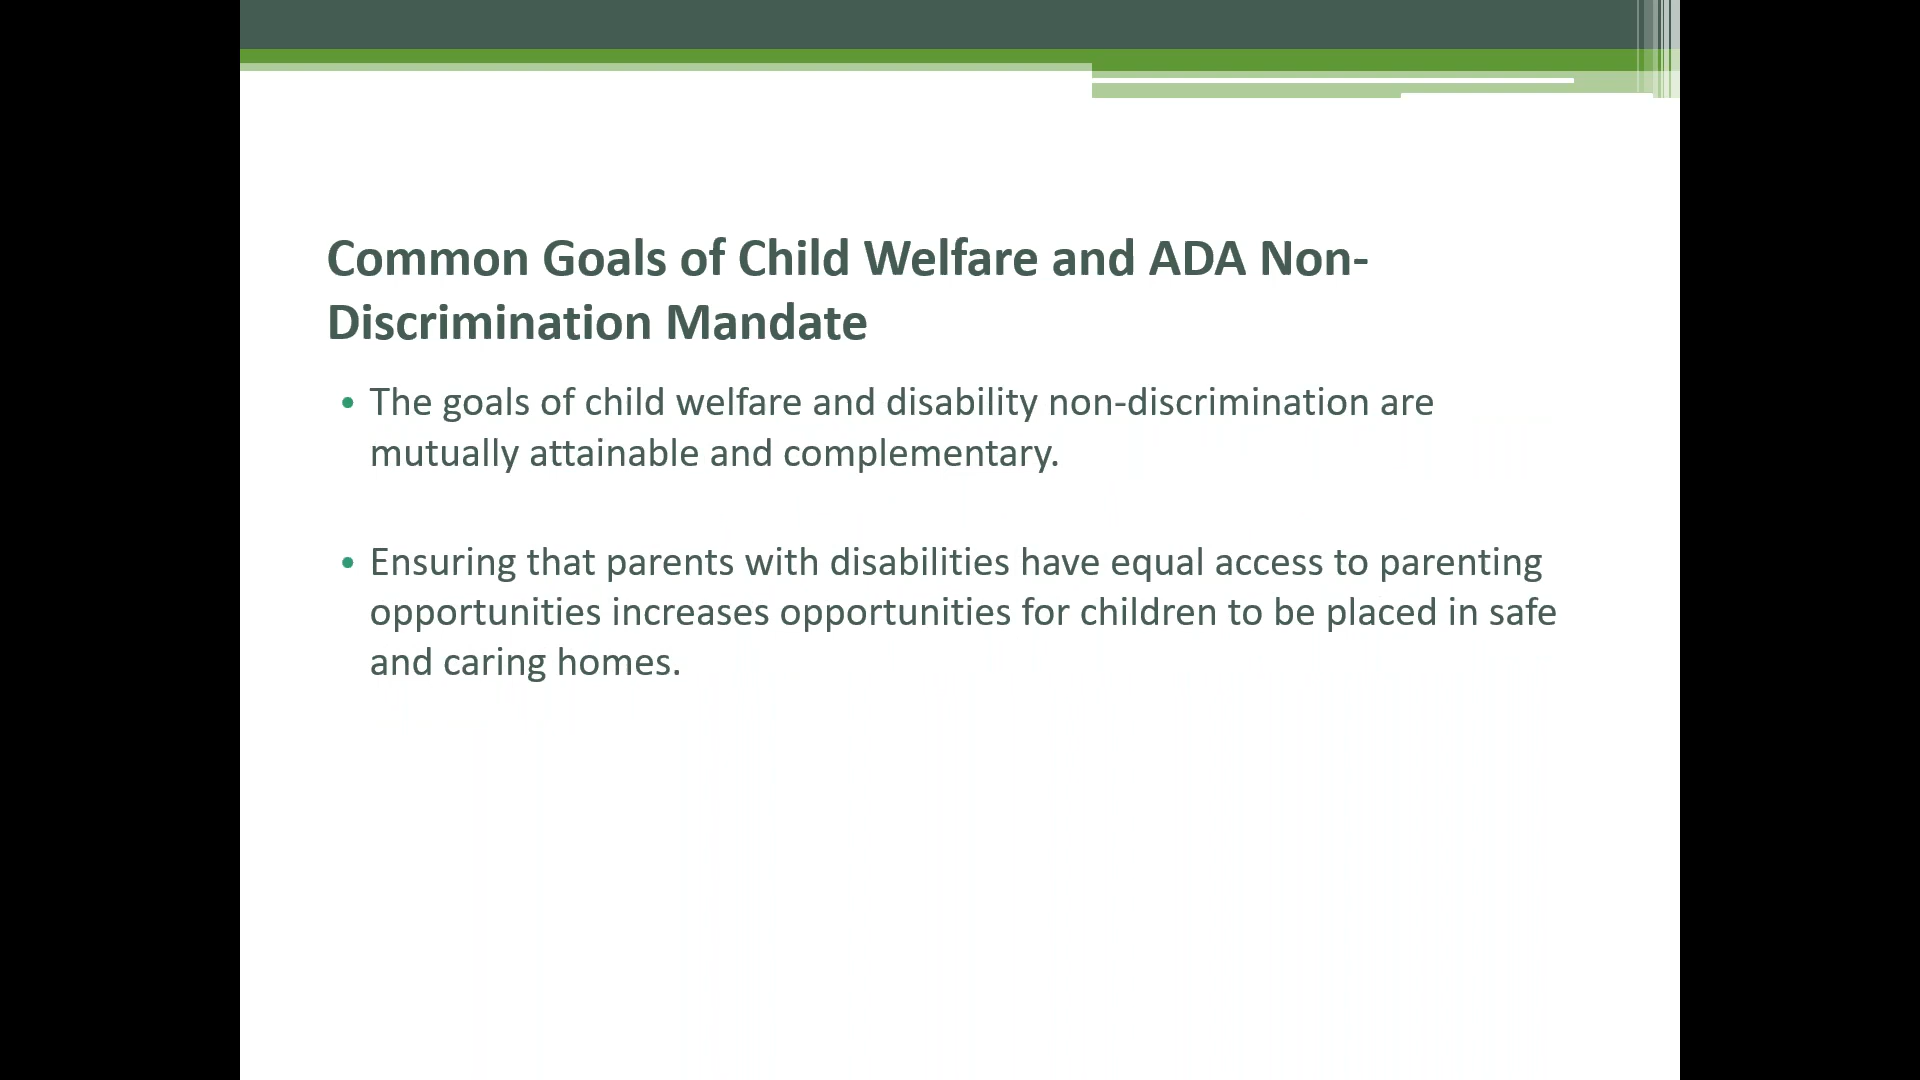 Common Goals of Child Welfare and ADA Non-
Discrimination Mandate
• The goals of child welfare and disability non-discrimination are
mutually attainable and complementary.
• Ensuring that parents with disabilities have equal access to parenting
opportunities increases opportunities for children to be placed in safe
and caring homes.